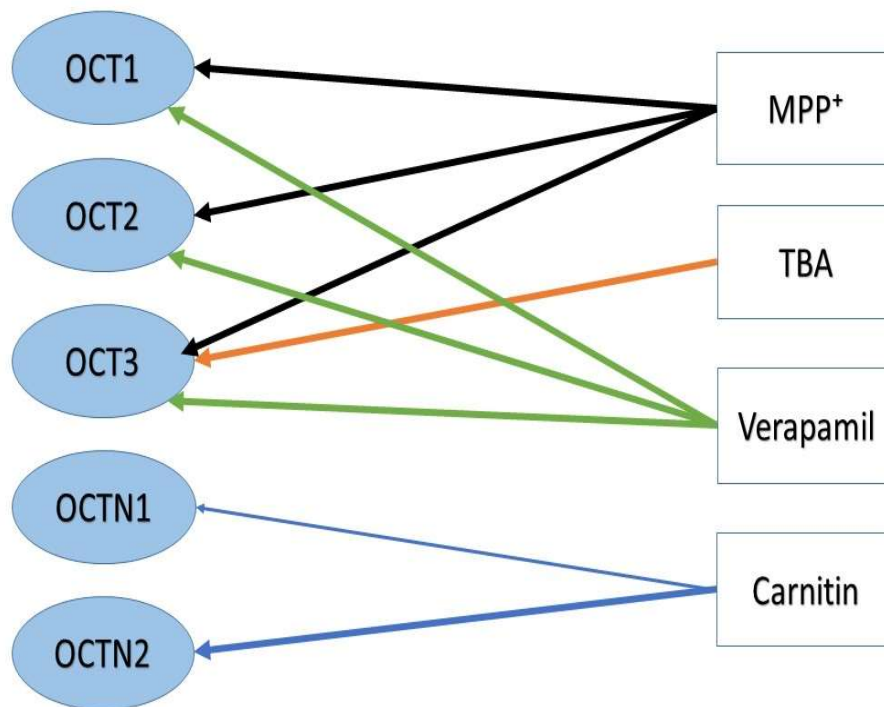 OCT1
OCT2
OCT3
OCTN1
OCTN2
MPP⁺
TBA
Verapamil
Carnitin